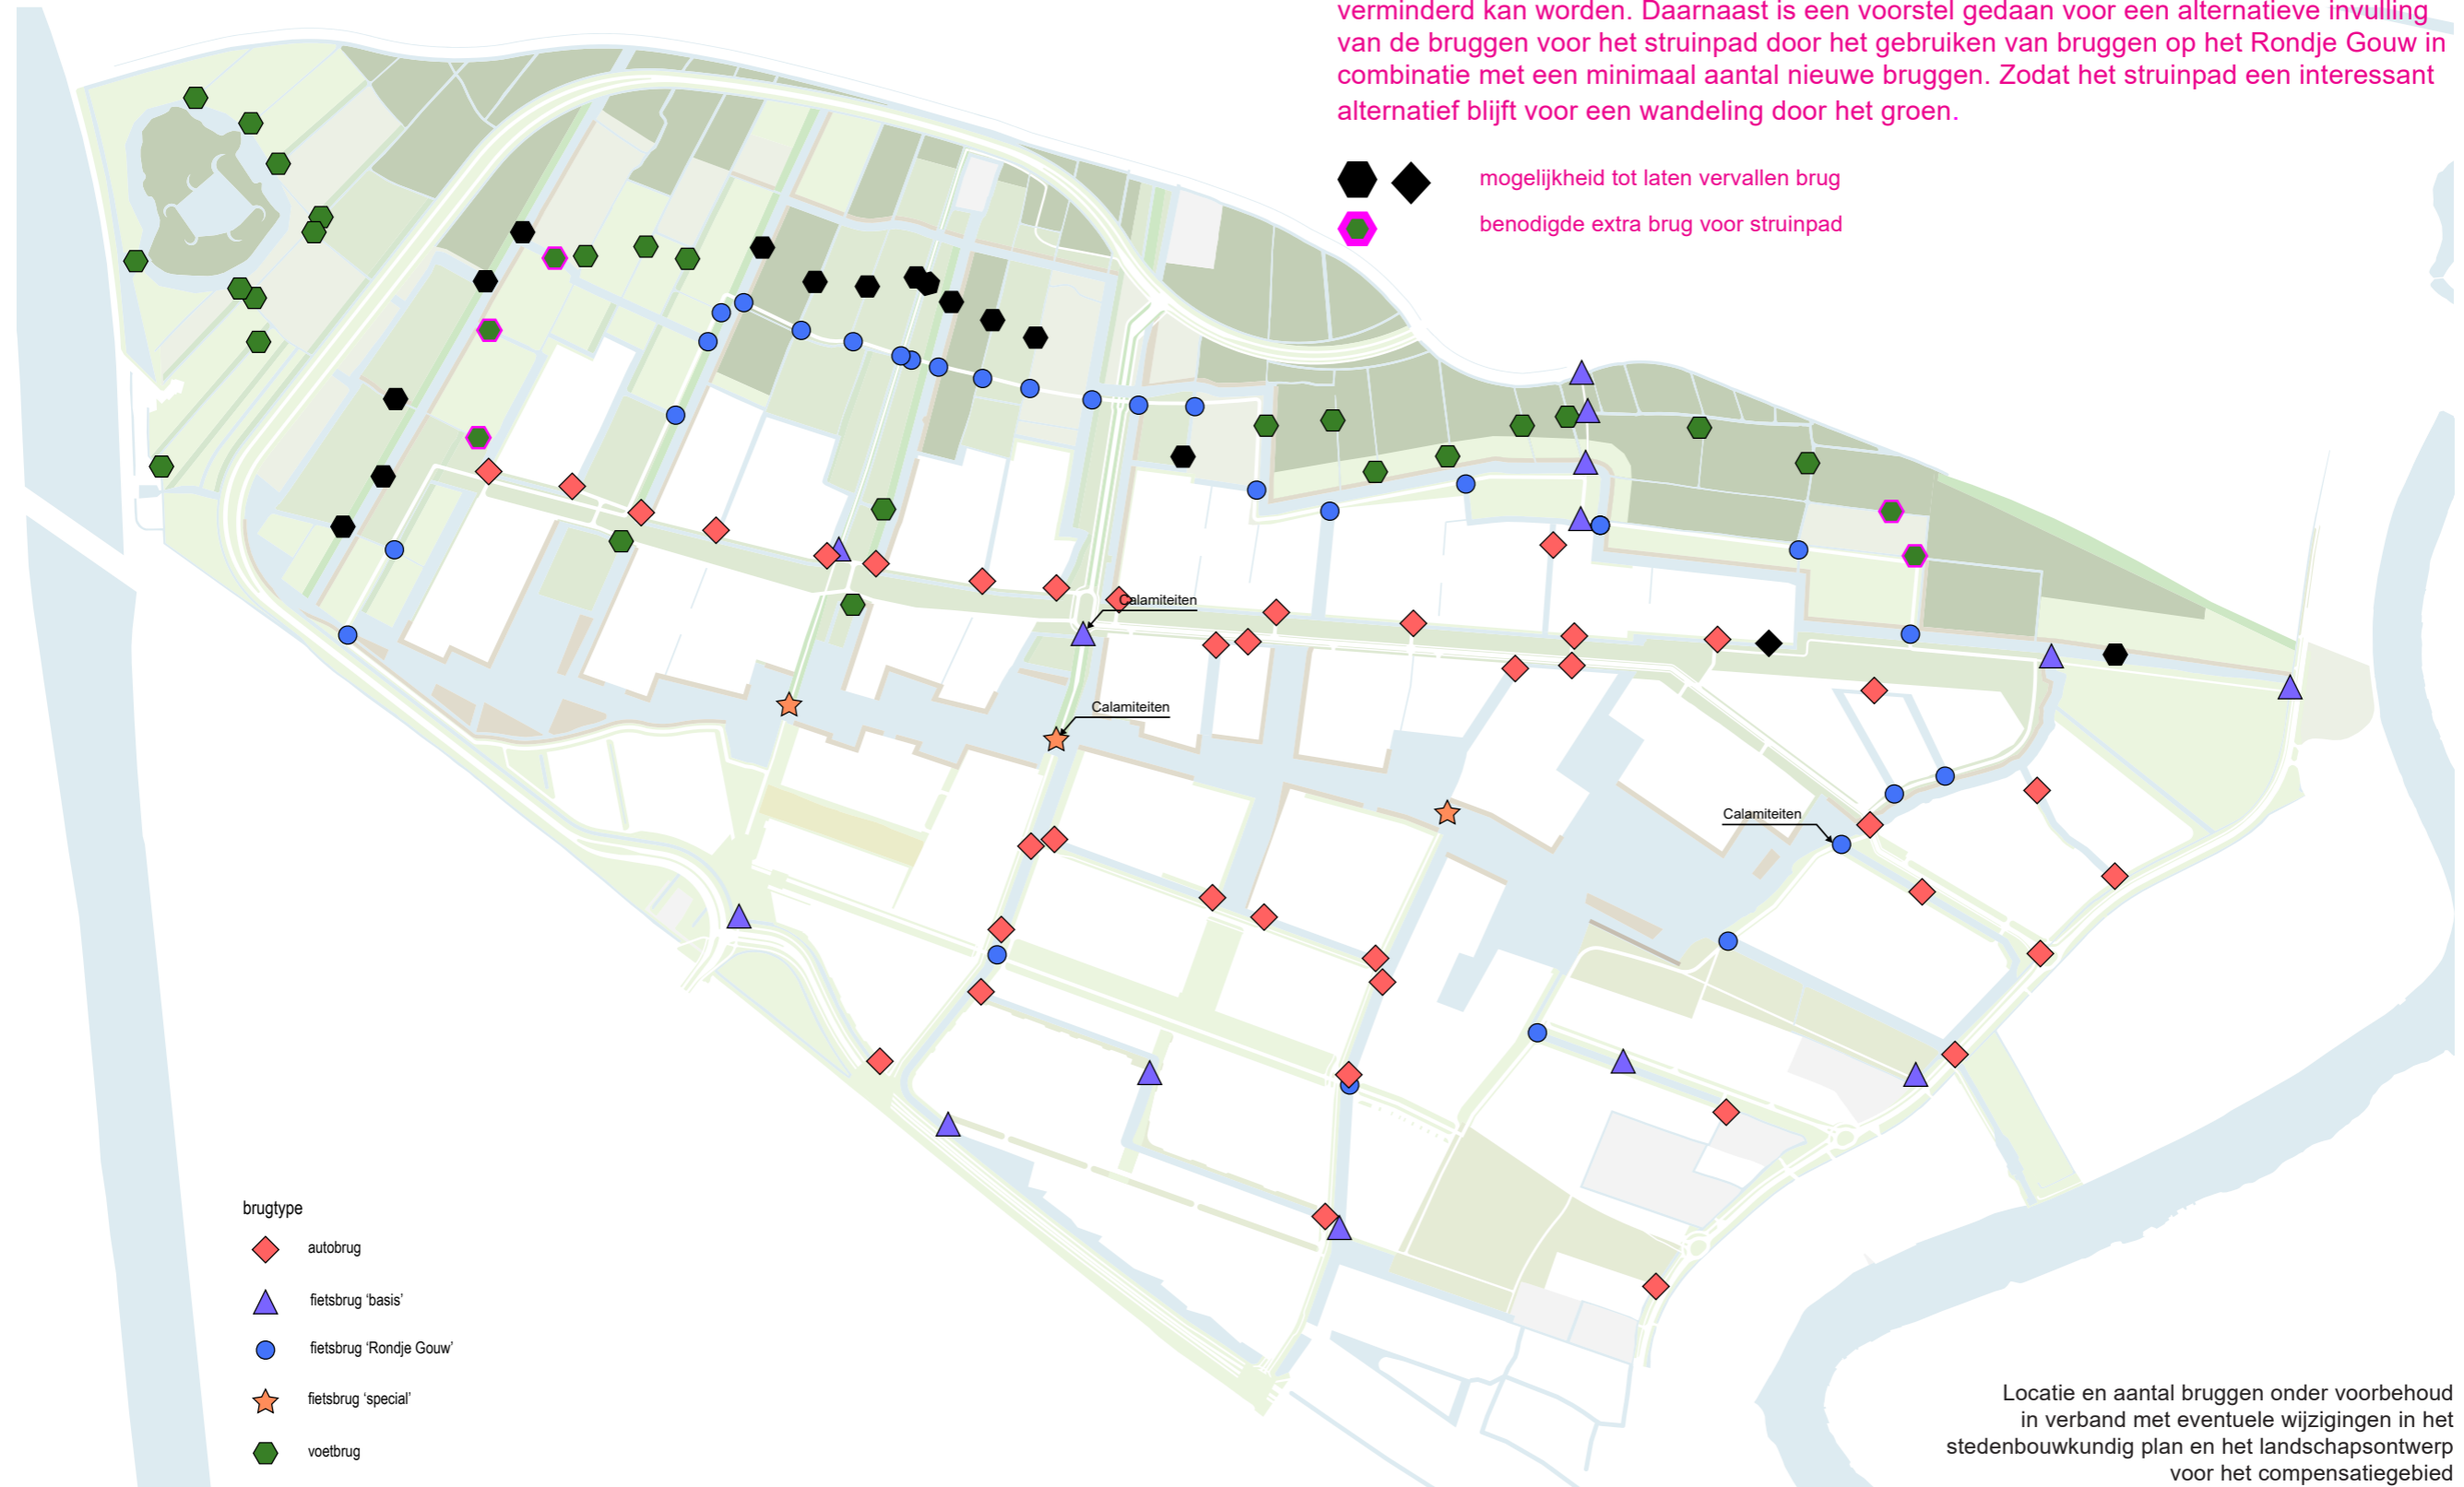 verminderd kan worden. Daarnaast is een voorstel gedaan voor een alternatieve invulling
van de bruggen voor het struinpad door het gebruiken van bruggen op het Rondje Gouw in
combinatie met een minimaal aantal nieuwe bruggen. Zodat het struinpad een interessant
alternatief blijft voor een wandeling door het groen.
mogelijkheid tot laten vervallen brug
benodigde extra brug voor struinpad
Calamiteiten
Calamiteiten
Calamiteiten
brugtype
autobrug
fietsbrug ‘basis’
fietsbrug ‘Rondje Gouw’
fietsbrug ‘special’
voetbrug
Locatie en aantal bruggen onder voorbehoud
in verband met eventuele wijzigingen in het
stedenbouwkundig plan en het landschapsontwerp
voor het compensatiegebied